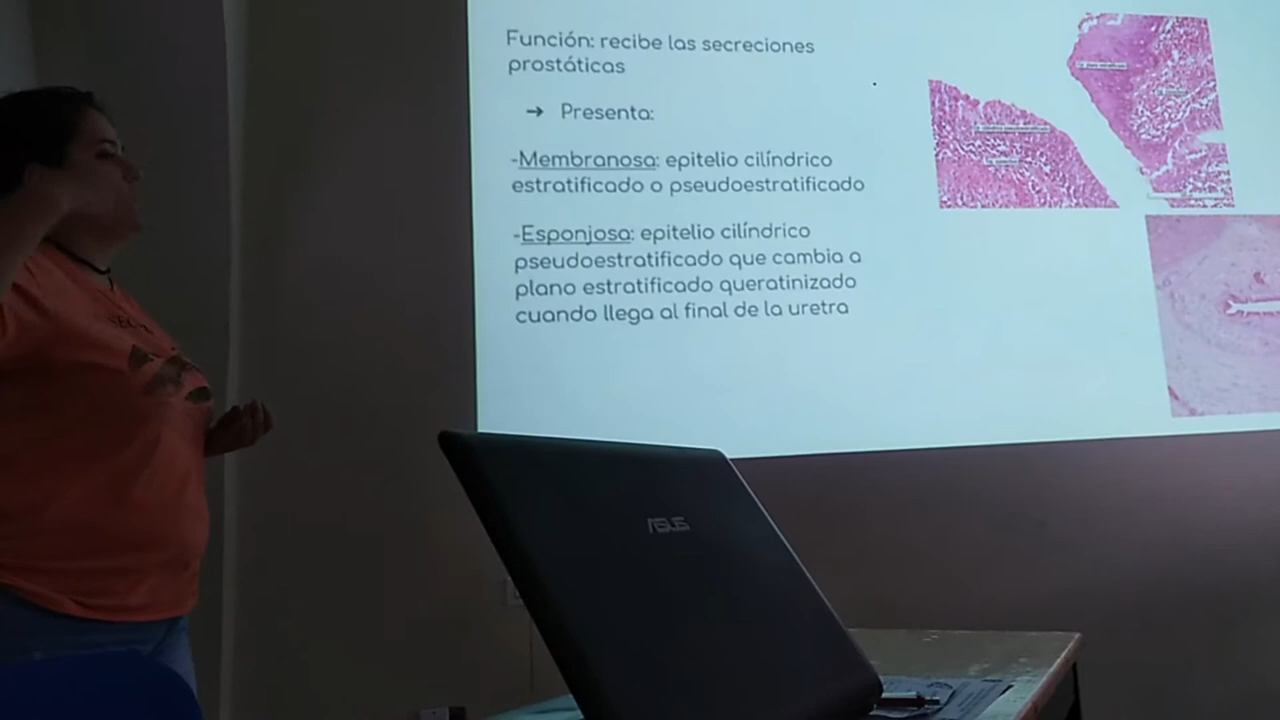 Función: recibe las secreciones
prostáticas
→ Presenta:
-Membranosa: epitelio cilíndrico
estratificado o pseudoestratificado
-Esponjosa: epitelio cilíndrico
pseudoestratificado que cambia a
plano estratificado queratinizado
cuando llega al final de la uretra
ASUS